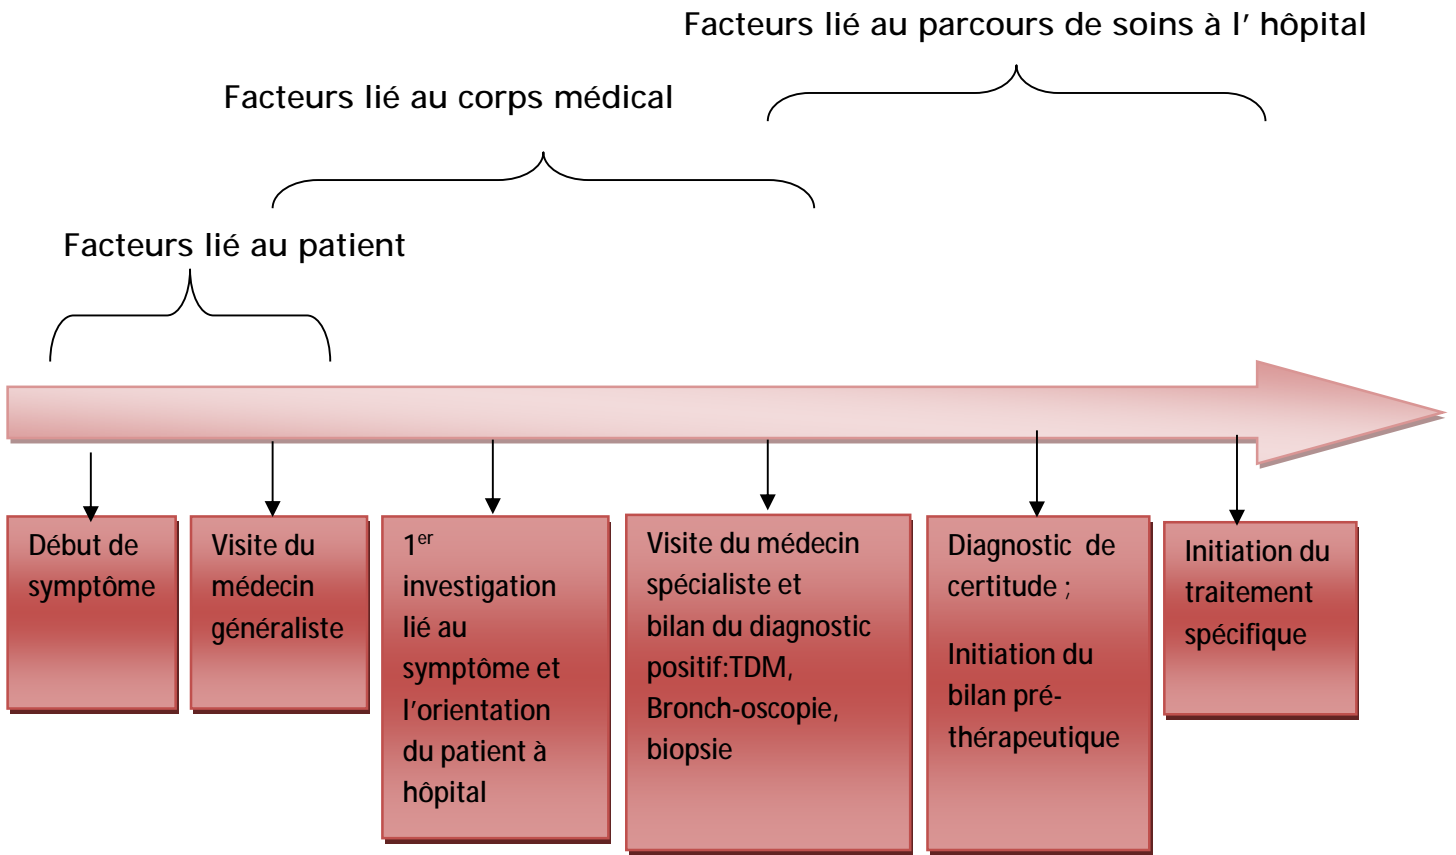 Facteurs lié au parcours de soins à l’ hôpital
Facteurs lié au corps médical
Facteurs lié au patient
Début de
symptôme
Visite du
médecin
généraliste
1er
investigation
lié au
symptôme et
l’orientation
du patient à
hôpital
Visite du médecin
spécialiste et
bilan du diagnostic
positif:TDM,
Bronch-oscopie,
biopsie
Diagnostic de
certitude ;
Initiation du
bilan pré-
thérapeutique
Initiation du
traitement
spécifique